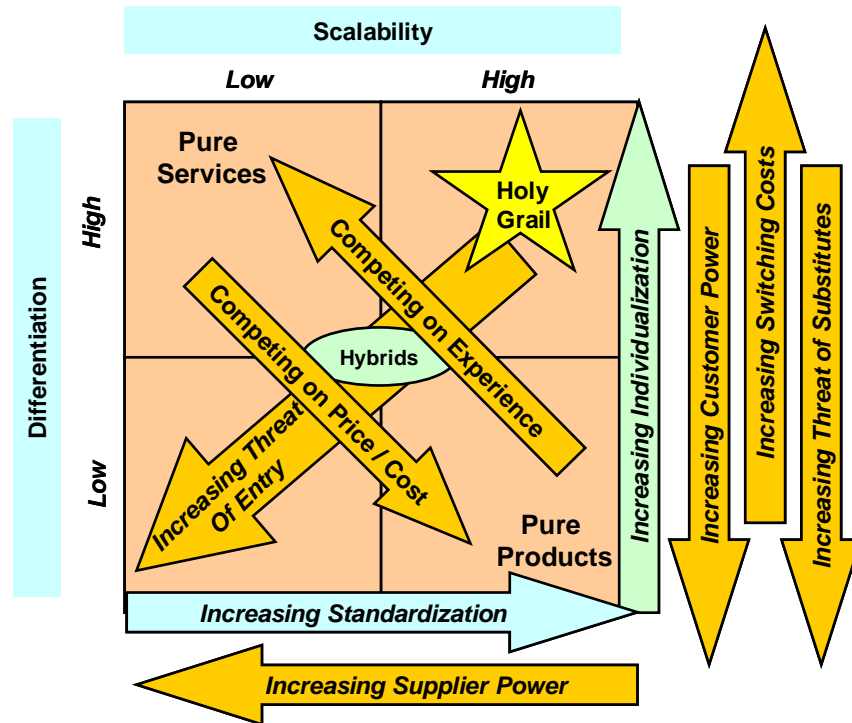 Scalability
Low
High
Differentiation
High
Low
Pure
Services
Holy
Grail
Competing on Experience
Competing on Price / Cost
Hybrids
Increasing Threat
Of Entry
Pure
Products
Increasing Individualization
Increasing Customer Power
Increasing Switching Costs
Increasing Threat of Substitutes
Increasing Standardization
Increasing Supplier Power